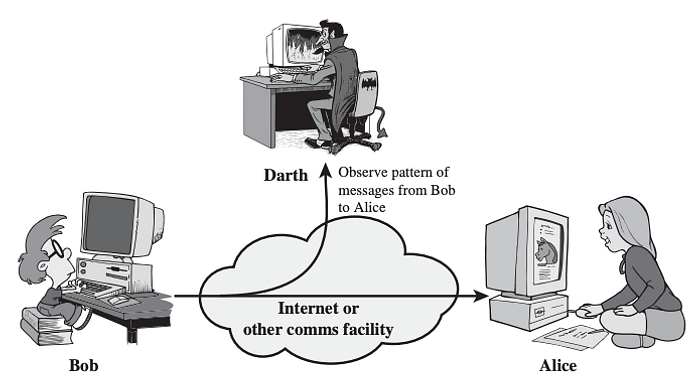 Darth
Observe pattern of
messages from Bob
to Alice
Internet or
other comms facility
Bob
Alice